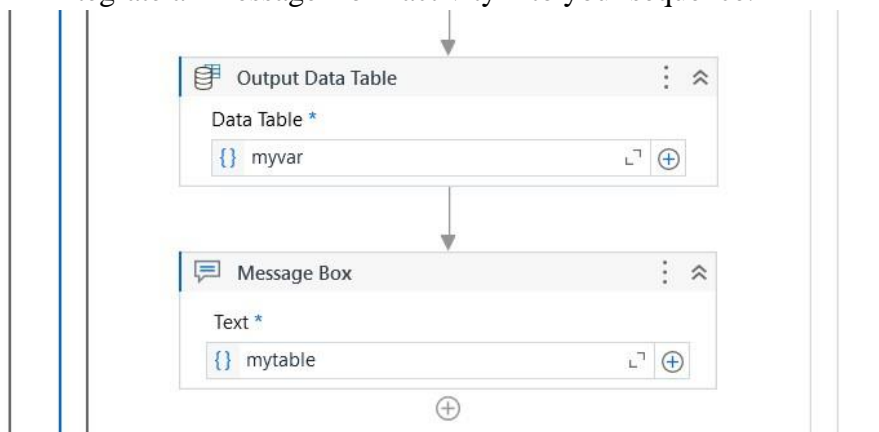 Output Data Table
Data Table *
{} myvar
Message Box
Text *
{} mytable